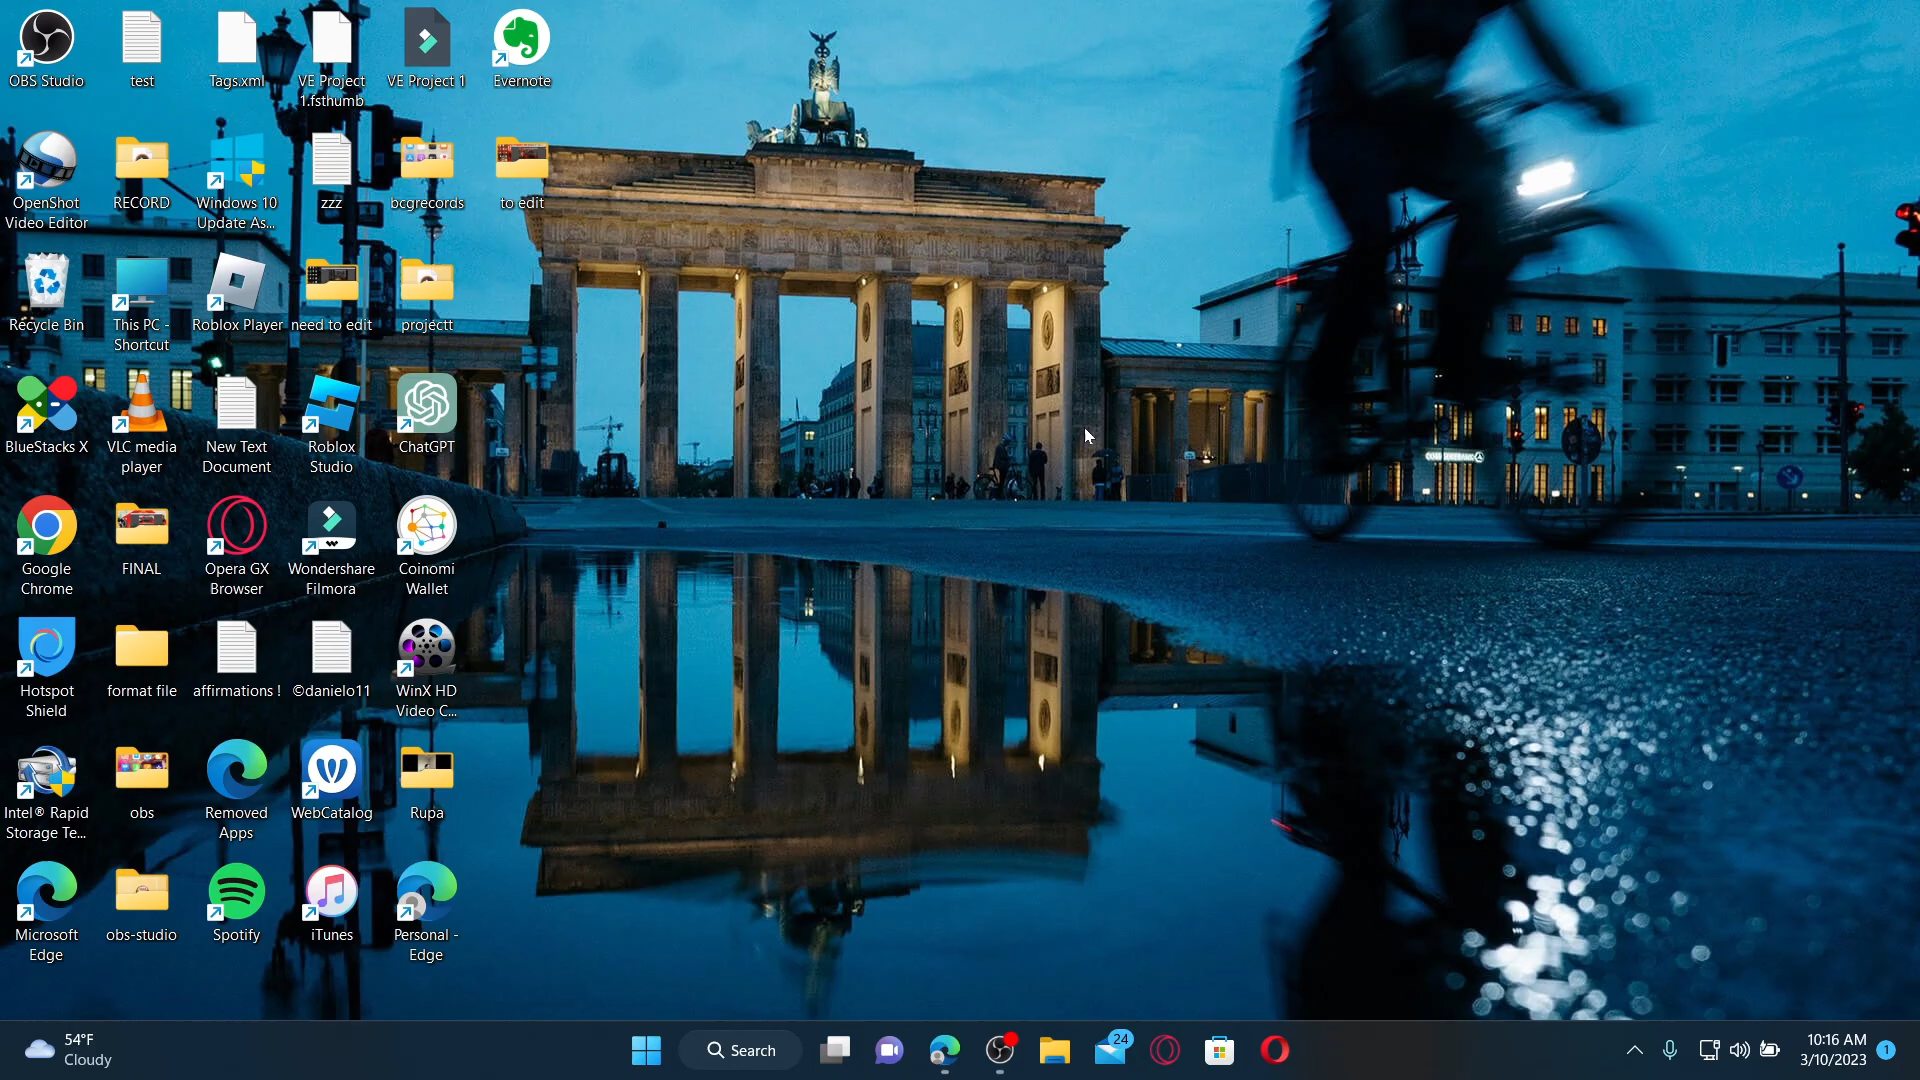 OBS Studio
test
Tags.xml
VE Project
1.fsthumb
VE Project 1
Evernote
OpenShot
Video Editor
RECORD
Windows 10
Update As...
zzz
bcgrecords
to edit
Recycle Bin
This PC -
Shortcut
Roblox Player
need to edit
projectt
BlueStacks X
VLC media
player
New Text
Document
Roblox
Studio
ChatGPT
Google
Chrome
FINAL
Opera GX
Browser
Wondershare
Filmora
Coinomi
Wallet
Hotspot
Shield
format file
affirmations !
©danielo11
WinX HD
Video C...
Intel® Rapid
Storage Te...
obs
Removed
Apps
WebCatalog
Rupa
Microsoft
Edge
obs-studio
Spotify
iTunes
Personal -
Edge
54°F
Cloudy
Search
24
10:16 AM
3/10/2023
1